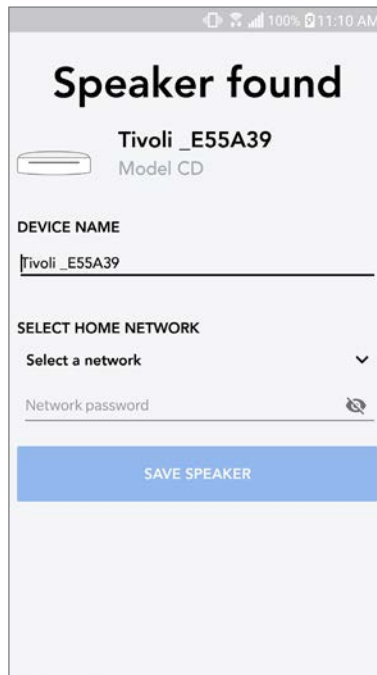 100% 11:10 AM
Speaker found
Tivoli _E55A39
Model CD
DEVICE NAME
Tivoli _E55A39
SELECT HOME NETWORK
Select a network
Network password
SAVE SPEAKER